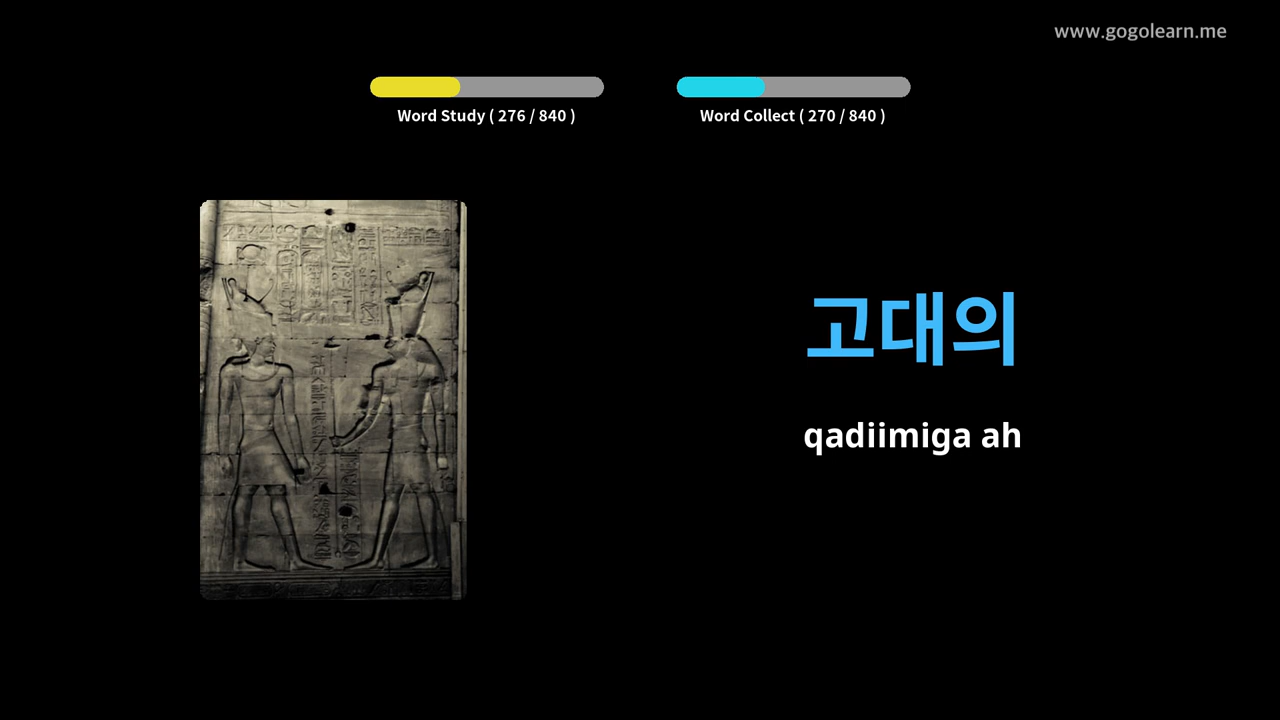 www.gogolearn.me
Word Study ( 276 / 840 )
Word Collect ( 270 / 840 )
고대의
qadiimiga ah